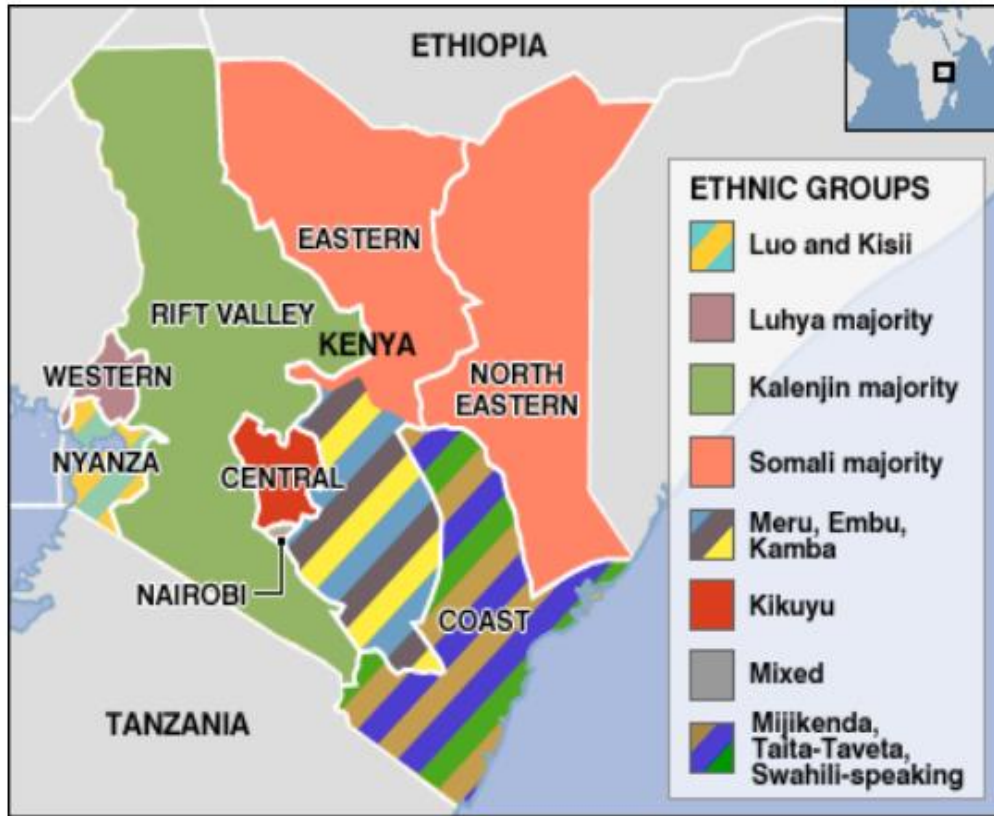 ETHIOPIA
EASTERN
RIFT VALLEY
KENYA
WESTERN
NORTH
EASTERN
NYANZA
CENTRAL
NAIROBI
COAST
TANZANIA
ETHNIC GROUPS
Luo and Kisii
Luhya majority
Kalenjin majority
Somali majority
Meru, Embu,
Kamba
Kikuyu
Mixed
Mijikenda,
Taita-Taveta,
Swahili-speaking